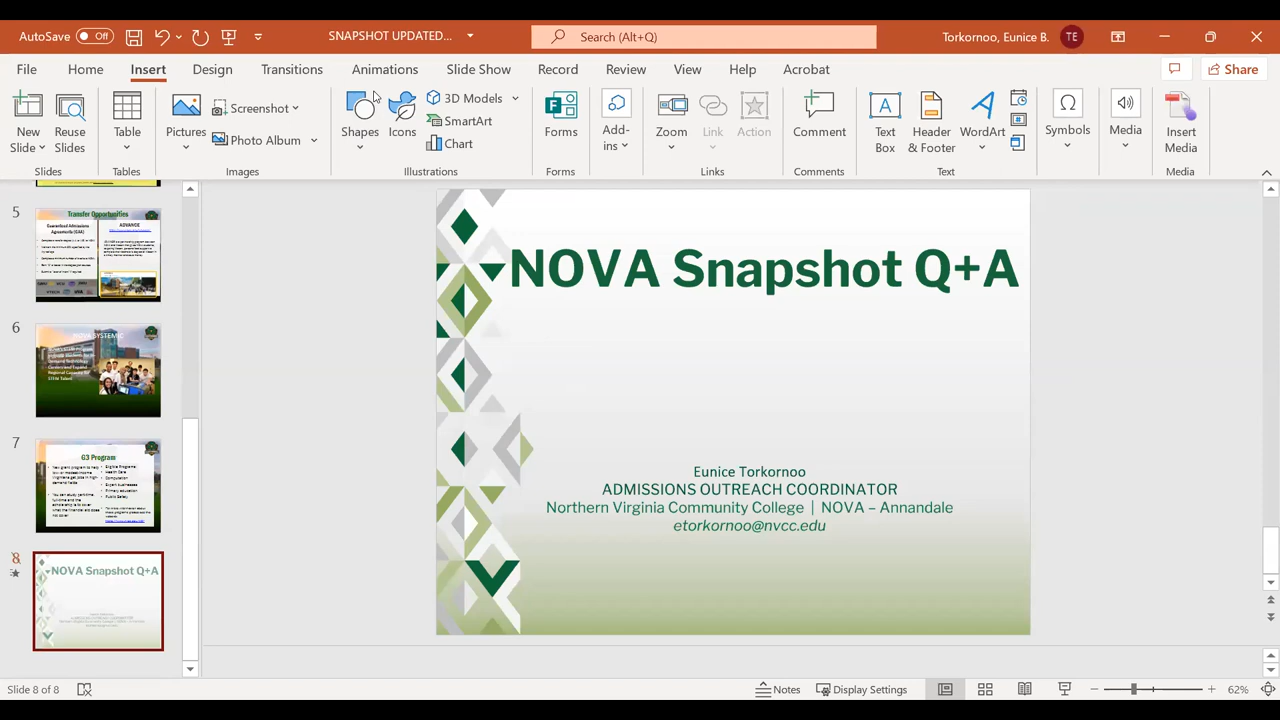 AutoSave Off
SNAPSHOT UPDATED...
Search (Alt+Q)
Torkornoo, Eunice B.
TE
File Home Insert Design Transitions Animations Slide Show Record Review View Help Acrobat
Share
New Slide
Reuse Slides
Table
Pictures
Screenshot
Photo Album
Shapes
Icons
3D Models
SmartArt
Chart
Forms
Add-ins
Zoom
Link
Action
Comment
Text Box
Header & Footer
WordArt
Symbols
Media
Insert Media
Slides Tables Images Illustrations Forms Links Comments Text Media
5
Transfer Opportunities
ADVANCE
6
NOVA SYSTEMIC
7
G3 Program
8
NOVA Snapshot Q+A
NOVA Snapshot Q+A
Eunice Torkornoo
ADMISSIONS OUTREACH COORDINATOR
Northern Virginia Community College | NOVA – Annandale
etorkornoo@nvcc.edu
Slide 8 of 8
Notes
Display Settings
62%